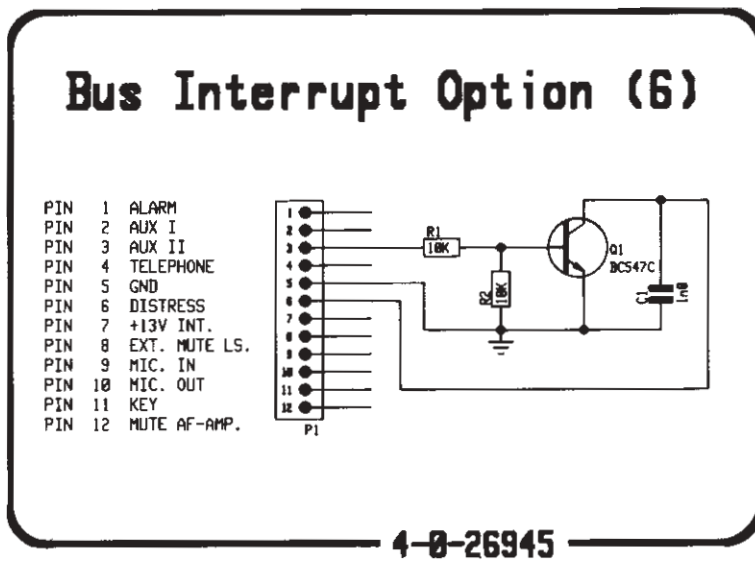 Bus Interrupt Option (6)
PIN 1 ALARM
PIN 2 AUX I
PIN 3 AUX II
PIN 4 TELEPHONE
PIN 5 GND
PIN 6 DISTRESS
PIN 7 +13V INT.
PIN 8 EXT. MUTE LS.
PIN 9 MIC. IN
PIN 10 MIC. OUT
PIN 11 KEY
PIN 12 MUTE AF-AMP.
1
2
3
4
5
6
7
8
9
10
11
12
P1
R1
10K
R2
10K
Q1
BC547C
C1
1n0
4-0-26945